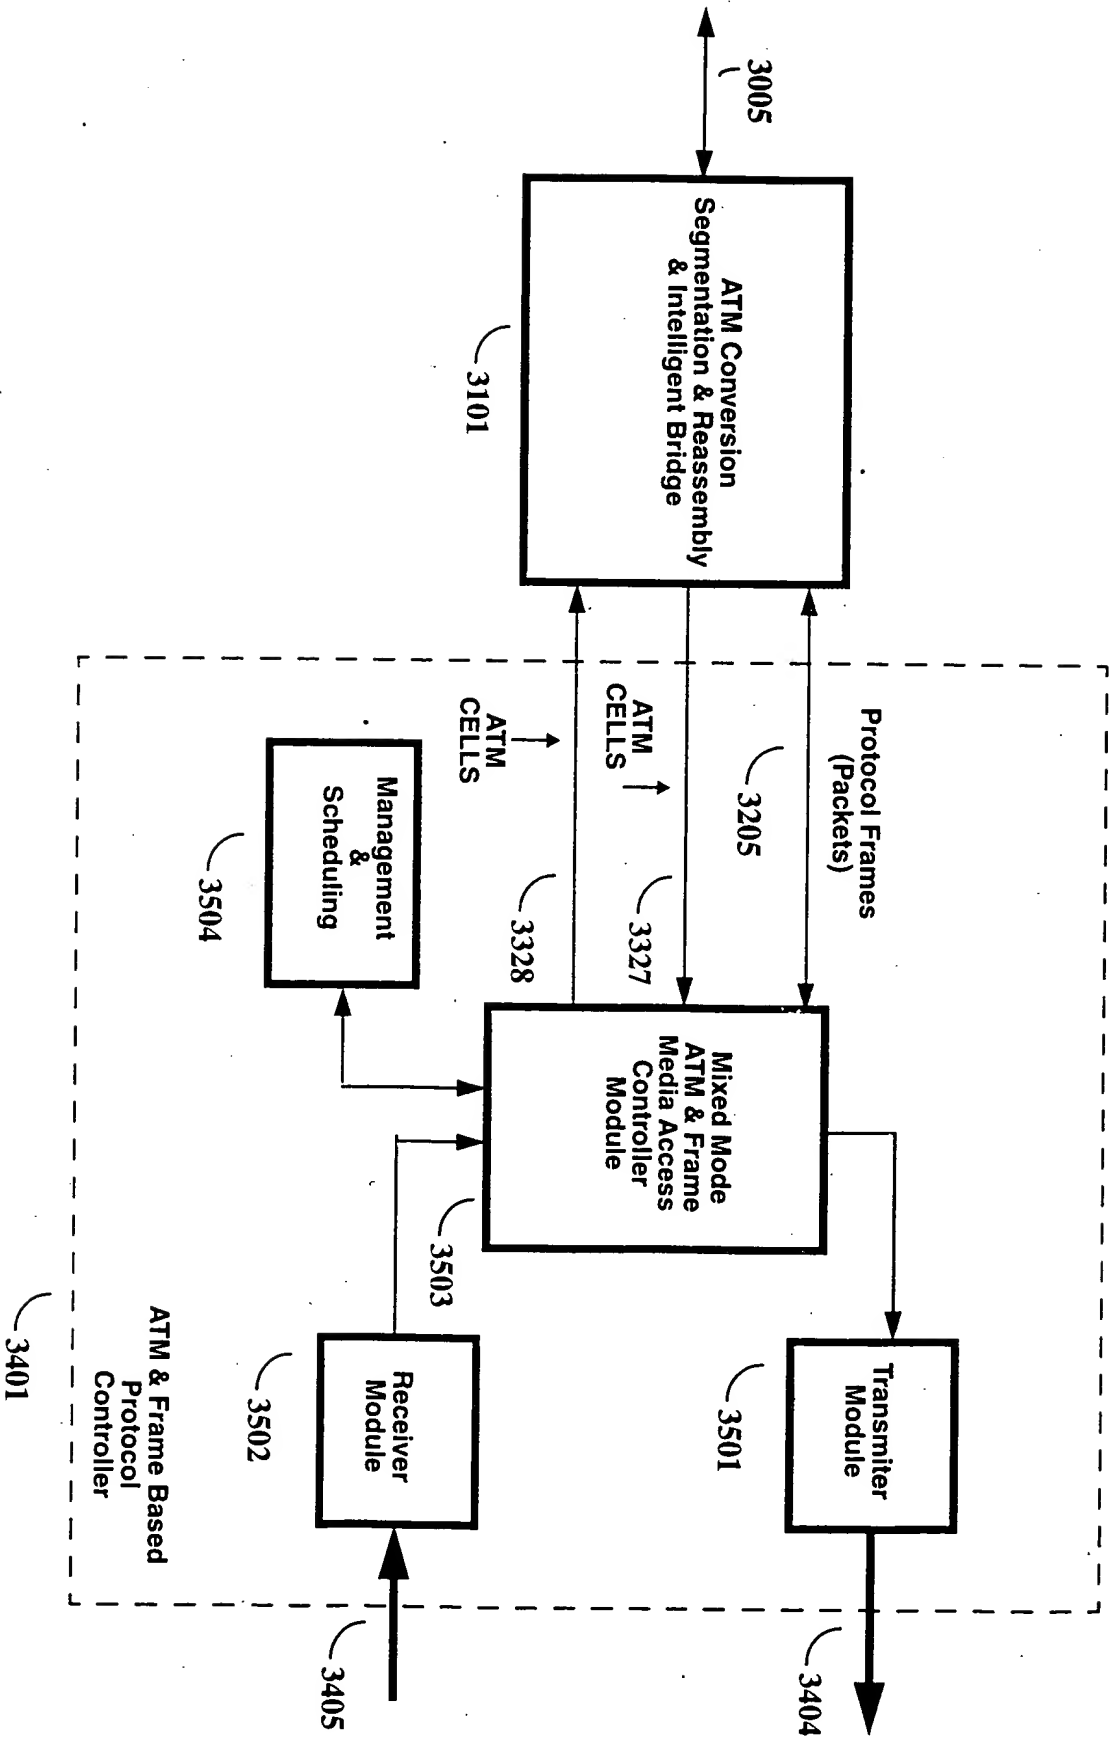 3005
ATM Conversion
Segmentation & Reassembly
& Intelligent Bridge
3101
Protocol Frames
(Packets)
3205
ATM
CELLS
3327
ATM
CELLS
3328
Management
&
Scheduling
3504
Mixed Mode
ATM & Frame
Media Access
Controller
Module
3503
Transmiter
Module
3501
Receiver
Module
3502
3404
3405
ATM & Frame Based
Protocol
Controller
3401